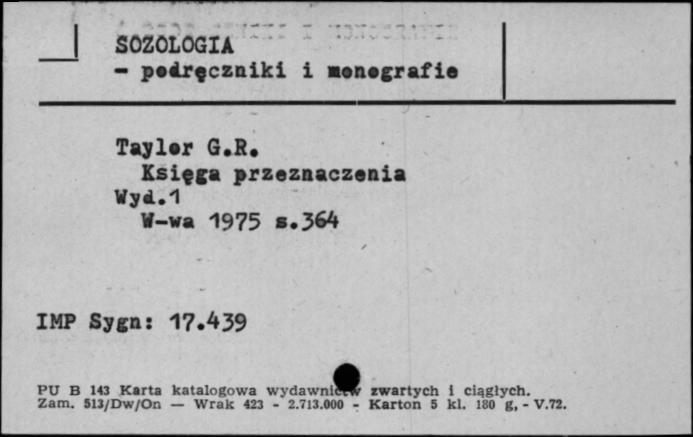 SOZOLOGIA
- podręczniki i monografie
Taylor G.R.
Księga przeznaczenia
Wyd.1
W-wa 1975 s.364
IMP Sygn: 17.439
PU B 143 Karta katalogowa wydawnictw zwartych i ciągłych.
Zam. 513/Dw/On — Wrak 423 - 2.713.000 - Karton 5 kl. 180 g, - V.72.